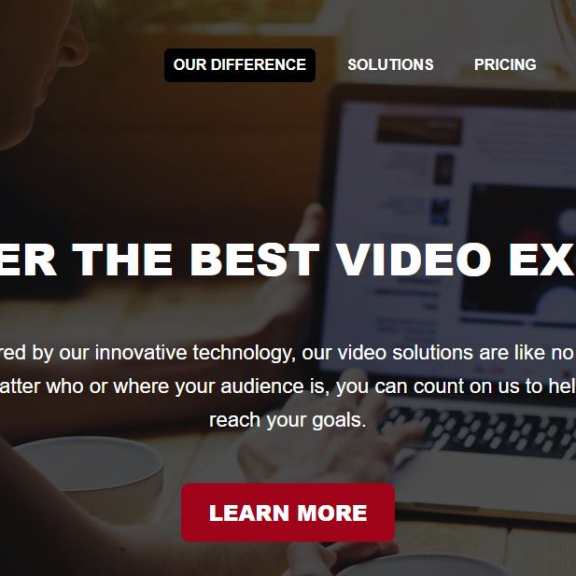 OUR DIFFERENCE SOLUTIONS PRICING
ER THE BEST VIDEO EX
red by our innovative technology, our video solutions are like no
atter who or where your audience is, you can count on us to hel
reach your goals.
LEARN MORE